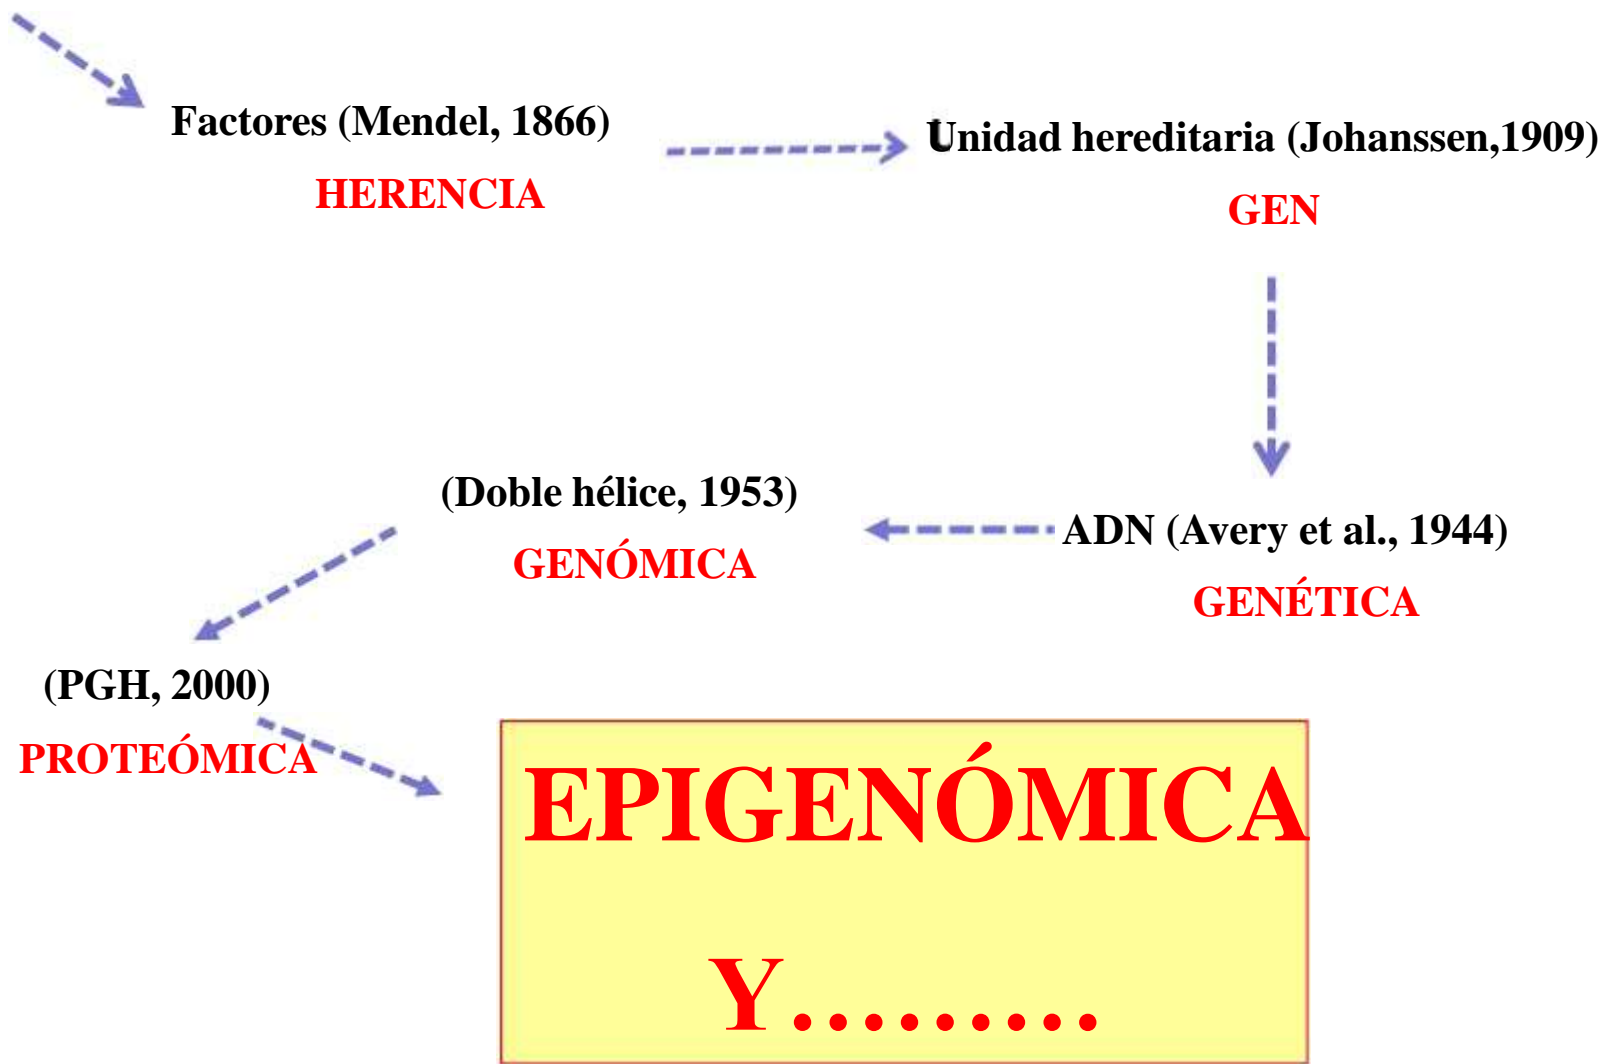 Factores (Mendel, 1866)
HERENCIA
Unidad hereditaria (Johanssen,1909)
GEN
ADN (Avery et al., 1944)
GENÉTICA
(Doble hélice, 1953)
GENÓMICA
(PGH, 2000)
PROTEÓMICA
EPIGENÓMICA
Y.........